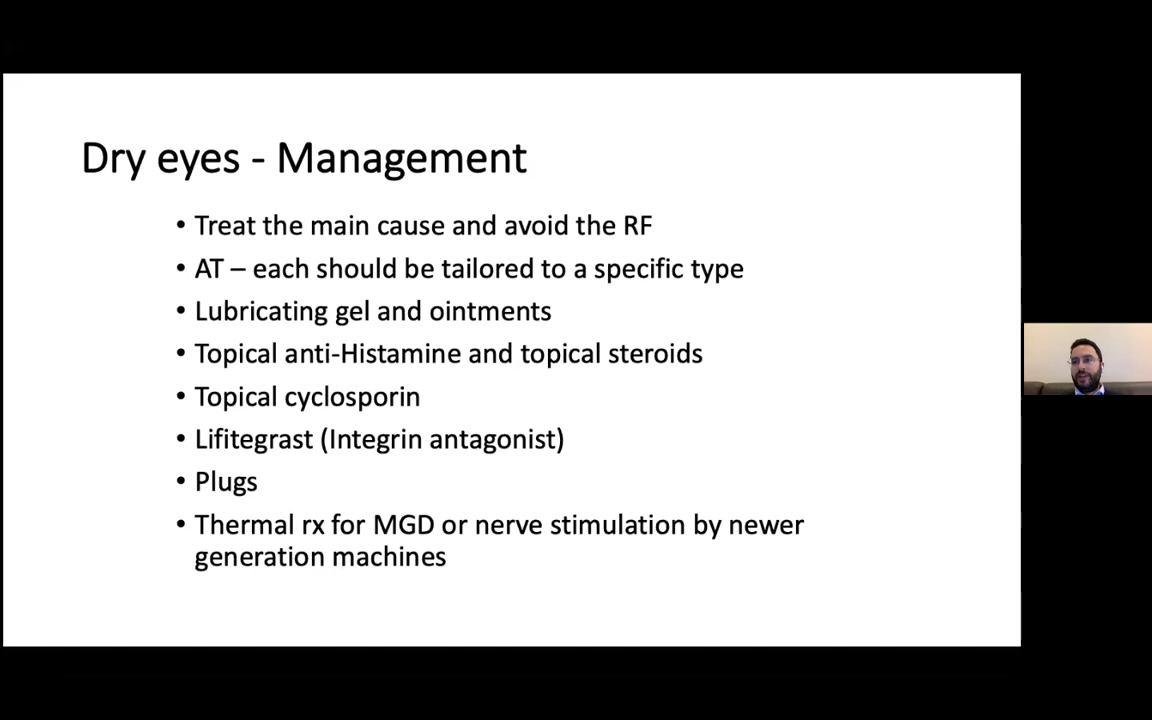 Dry eyes - Management
• Treat the main cause and avoid the RF
• AT – each should be tailored to a specific type
• Lubricating gel and ointments
• Topical anti-Histamine and topical steroids
• Topical cyclosporin
• Lifitegrast (Integrin antagonist)
• Plugs
• Thermal rx for MGD or nerve stimulation by newer
generation machines